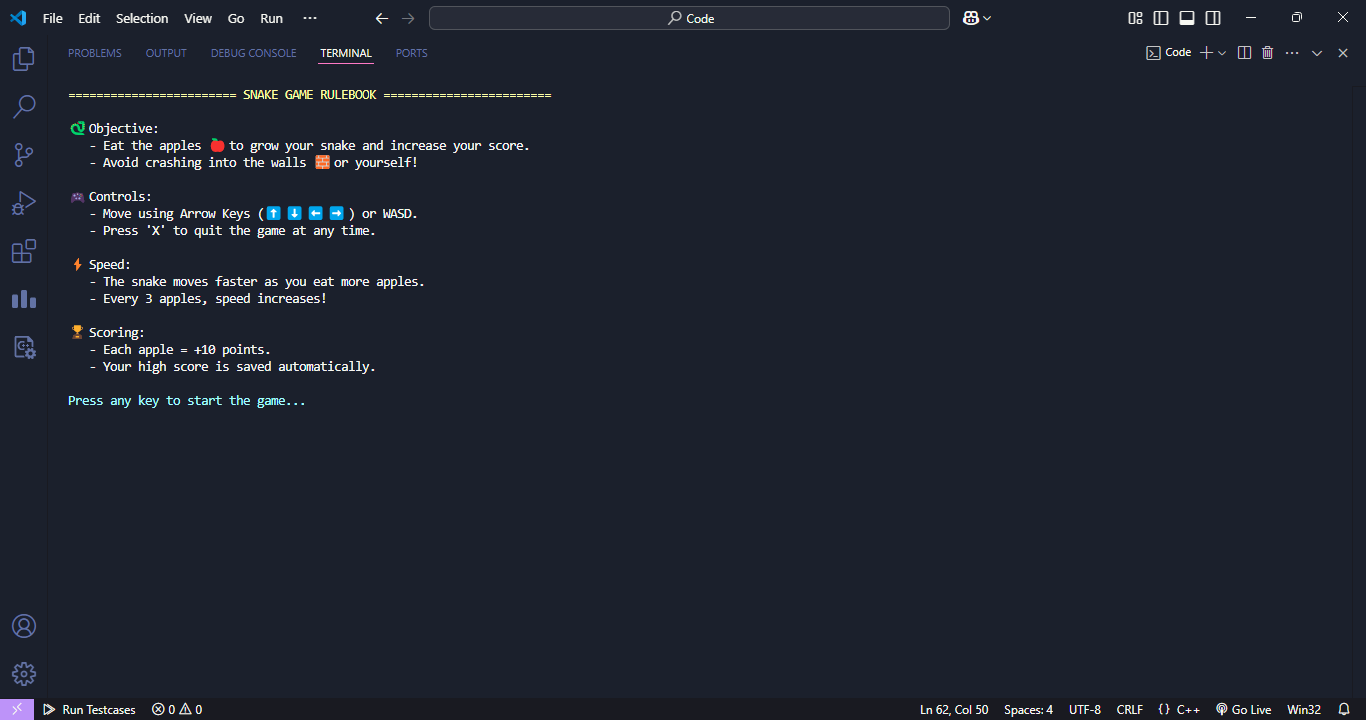 File Edit Selection View Go Run ···
Code
PROBLEMS OUTPUT DEBUG CONSOLE TERMINAL PORTS
Code
======================== SNAKE GAME RULEBOOK ========================
🐍 Objective:
- Eat the apples 🍎 to grow your snake and increase your score.
- Avoid crashing into the walls 🧱 or yourself!
🎮 Controls:
- Move using Arrow Keys (⬆️ ⬇️ ⬅️ ➡️ ) or WASD.
- Press 'X' to quit the game at any time.
⚡ Speed:
- The snake moves faster as you eat more apples.
- Every 3 apples, speed increases!
🏆 Scoring:
- Each apple = +10 points.
- Your high score is saved automatically.
Press any key to start the game...
Run Testcases 0 0 Ln 62, Col 50 Spaces: 4 UTF-8 CRLF {} C++ Go Live Win32